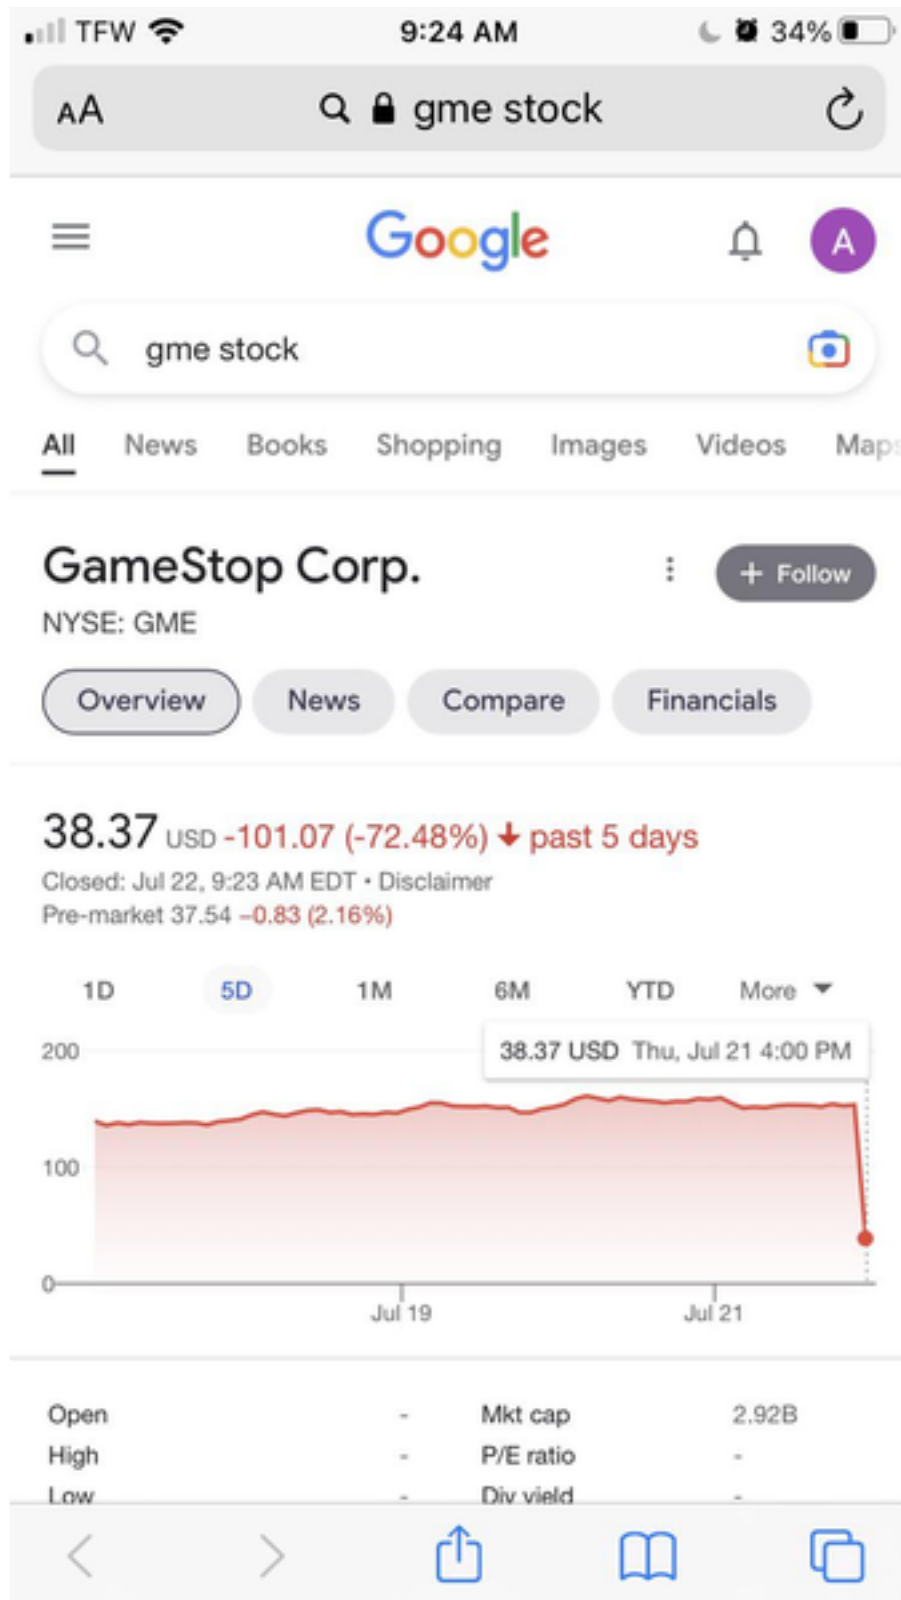 TFW 9:24 AM 34%
AA gme stock
Google A
gme stock
All News Books Shopping Images Videos Maps
GameStop Corp. + Follow
NYSE: GME
Overview News Compare Financials
38.37 USD -101.07 (-72.48%) ↓ past 5 days
Closed: Jul 22, 9:23 AM EDT • Disclaimer
Pre-market 37.54 −0.83 (2.16%)
1D 5D 1M 6M YTD More
38.37 USD Thu, Jul 21 4:00 PM
200
100
0
Jul 19 Jul 21
Open - Mkt cap 2.92B
High - P/E ratio -
Low - Div yield -